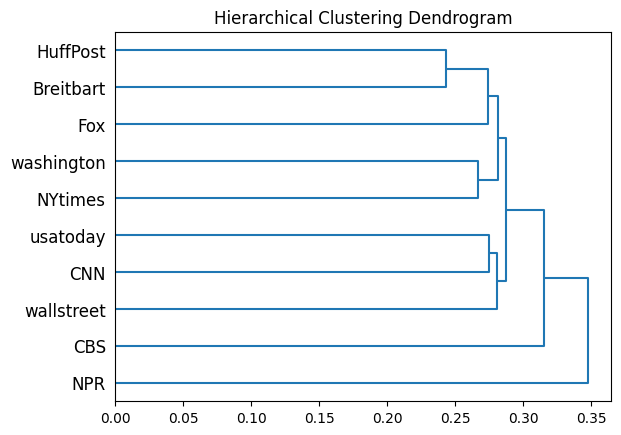 Hierarchical Clustering Dendrogram
HuffPost
Breitbart
Fox
washington
NYtimes
usatoday
CNN
wallstreet
CBS
NPR
0.00 0.05 0.10 0.15 0.20 0.25 0.30 0.35